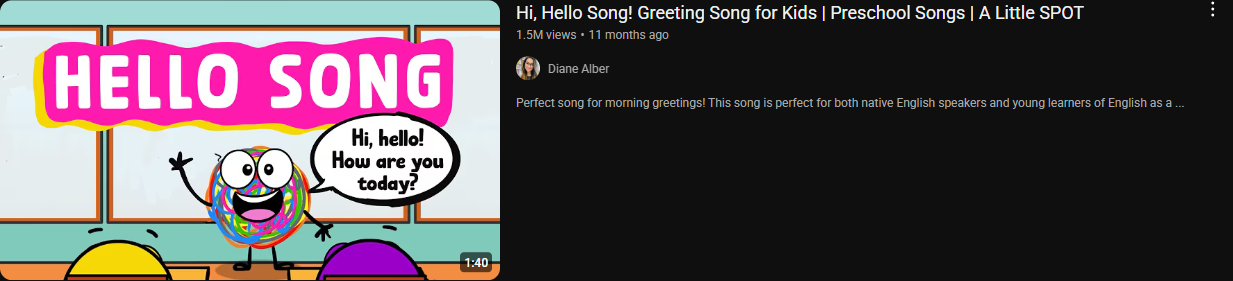 HELLO SONG
Hi, hello!
How are you
today?
1:40
Hi, Hello Song! Greeting Song for Kids | Preschool Songs | A Little SPOT
1.5M views • 11 months ago
Diane Alber
Perfect song for morning greetings! This song is perfect for both native English speakers and young learners of English as a ...